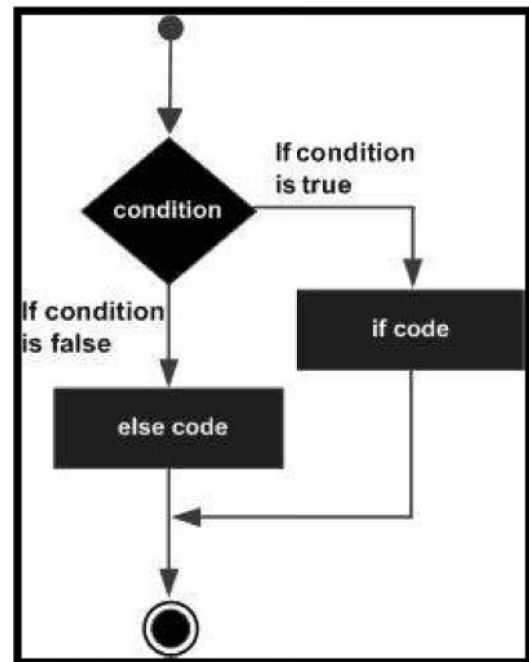 If condition
is true
condition
If condition
is false
if code
else code